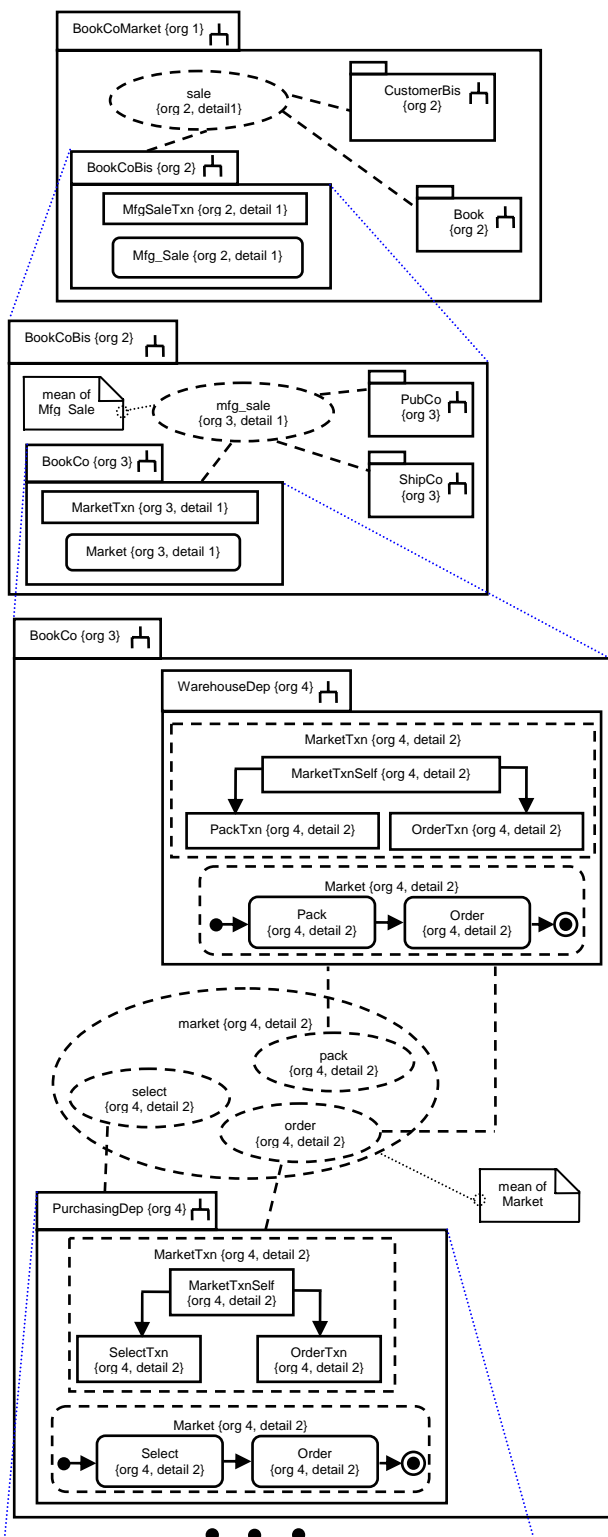 BookCoMarket {org 1}
sale
{org 2, detail1}
CustomerBis
{org 2}
BookCoBis {org 2}
MfgSaleTxn {org 2, detail 1}
Mfg_Sale {org 2, detail 1}
Book
{org 2}
BookCoBis {org 2}
mean of
Mfg_Sale
mfg_sale
{org 3, detail 1}
PubCo
{org 3}
BookCo {org 3}
ShipCo
{org 3}
MarketTxn {org 3, detail 1}
Market {org 3, detail 1}
BookCo {org 3}
WarehouseDep {org 4}
MarketTxn {org 4, detail 2}
MarketTxnSelf {org 4, detail 2}
PackTxn {org 4, detail 2}
OrderTxn {org 4, detail 2}
Market {org 4, detail 2}
Pack
{org 4, detail 2}
Order
{org 4, detail 2}
market {org 4, detail 2}
pack
{org 4, detail 2}
select
{org 4, detail 2}
order
{org 4, detail 2}
mean of
Market
PurchasingDep {org 4}
MarketTxn {org 4, detail 2}
MarketTxnSelf
{org 4, detail 2}
SelectTxn
{org 4, detail 2}
OrderTxn
{org 4, detail 2}
Market {org 4, detail 2}
Select
{org 4, detail 2}
Order
{org 4, detail 2}